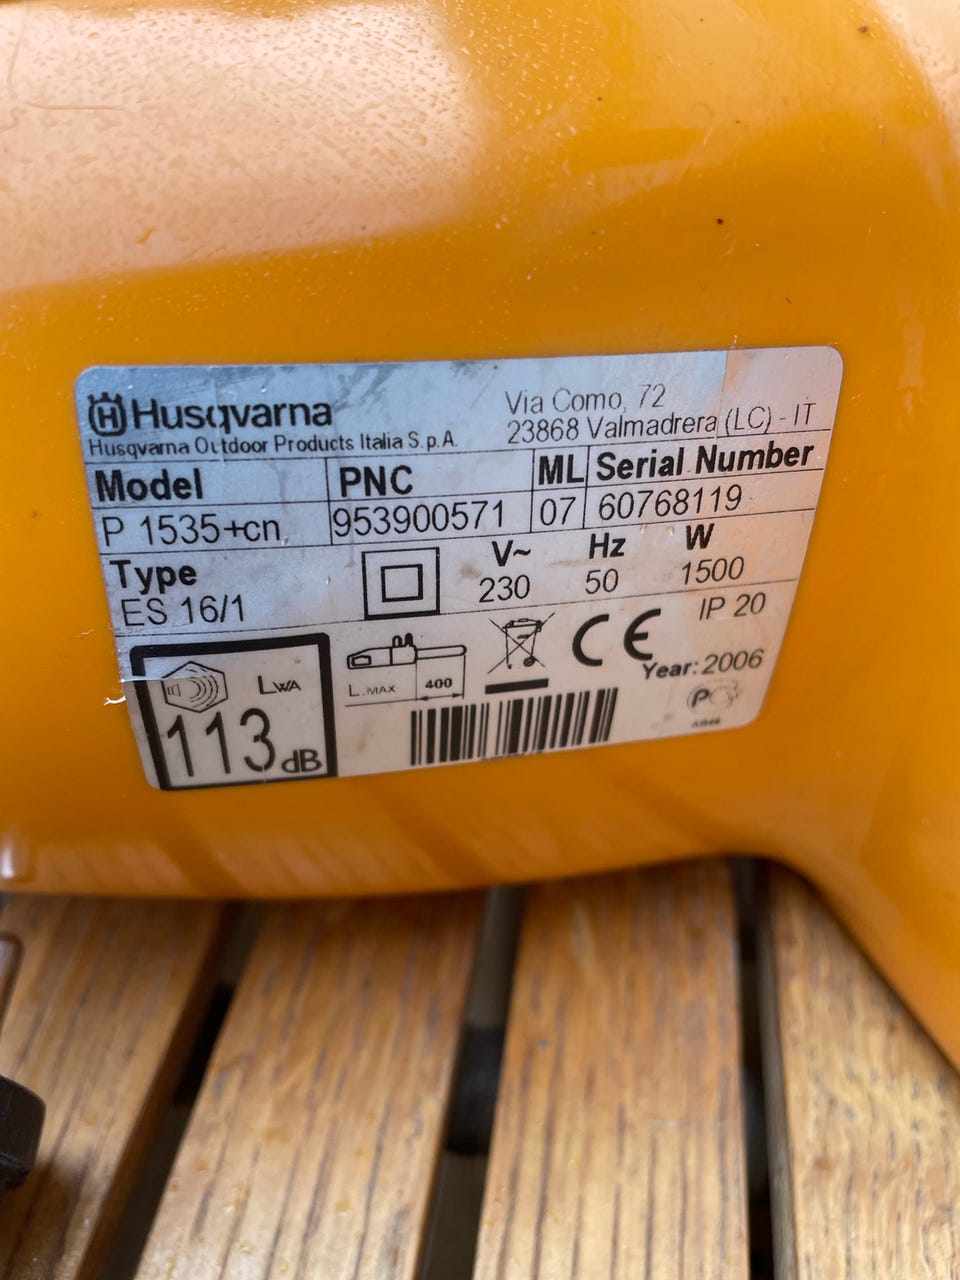 Husqvarna
Husqvarna Outdoor Products Italia S.p.A.
Via Como, 72
23868 Valmadrera (LC) - IT
Model PNC ML Serial Number
P 1535+cn 953900571 07 60768119
Type V~ Hz W
ES 16/1 230 50 1500
IP 20
CE
Year: 2006
LWA
113 dB
L.MAX 400